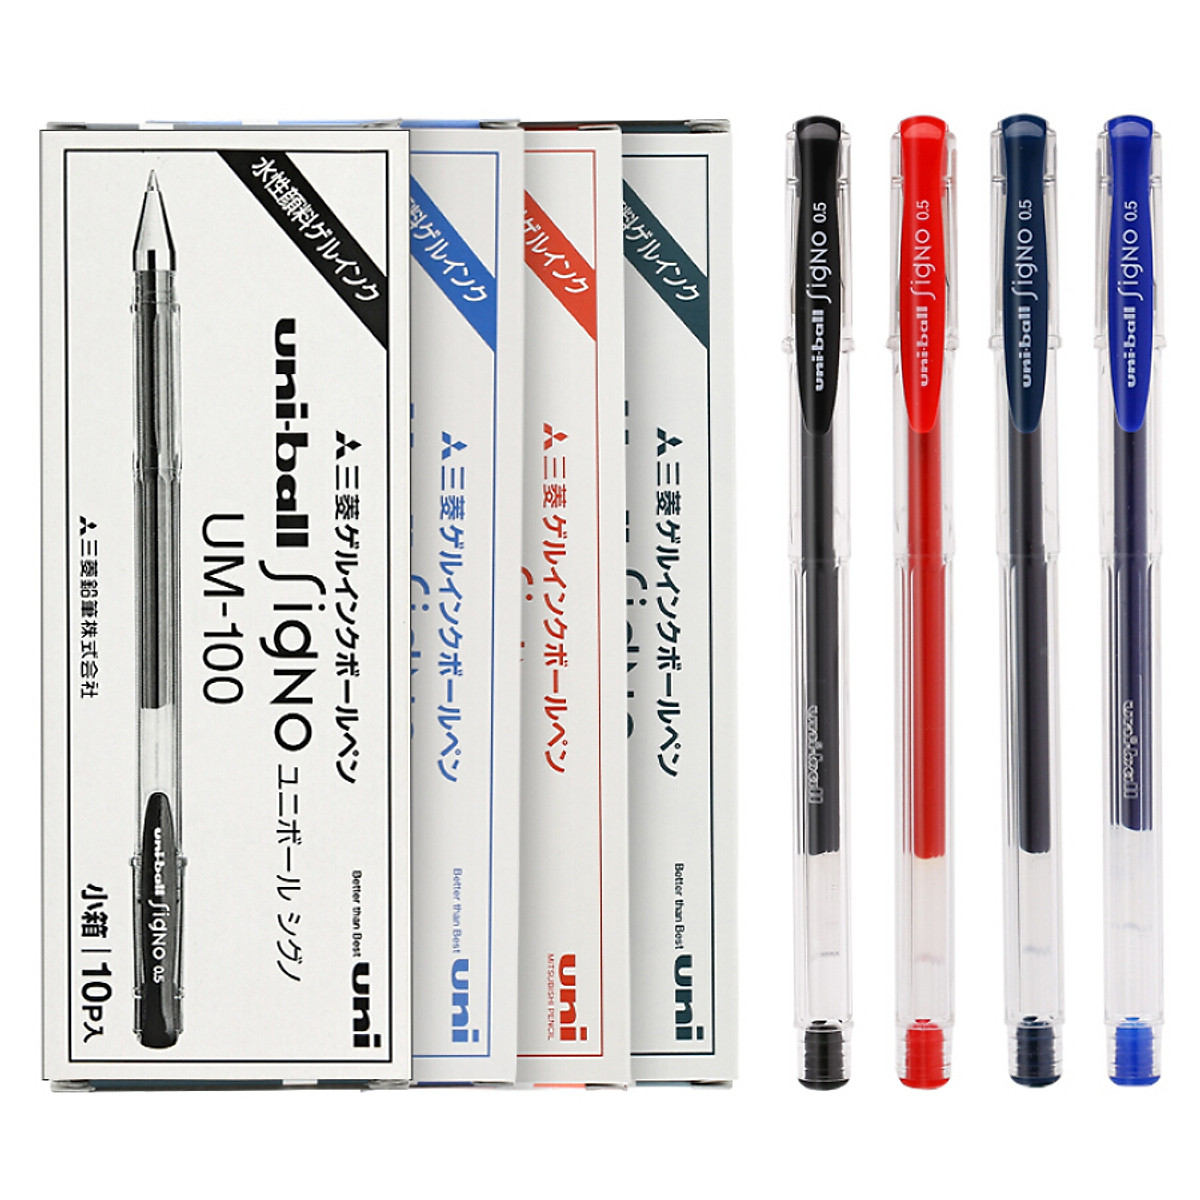 水性顔料ゲルインク
三菱ゲルインクボールペン
uni-ball SigNO ユニボール シグノ
UM-100
三菱鉛筆株式会社
uni-ball SigNO 0.5
小箱 | 10P入
Better than Best
uni
料ゲルインク
三菱ゲルインクボールペン
Better than Best
uni
ゲルインク
三菱ゲルインクボールペン
uni
MITSUBISHI PENCIL
料ゲルインク
三菱ゲルインクボールペン
Better than Best
uni
uni-ball SigNO 0.5
uni-ball
uni-ball SigNO 0.5
uni-ball SigNO 0.5
uni-ball SigNO 0.5
uni-ball